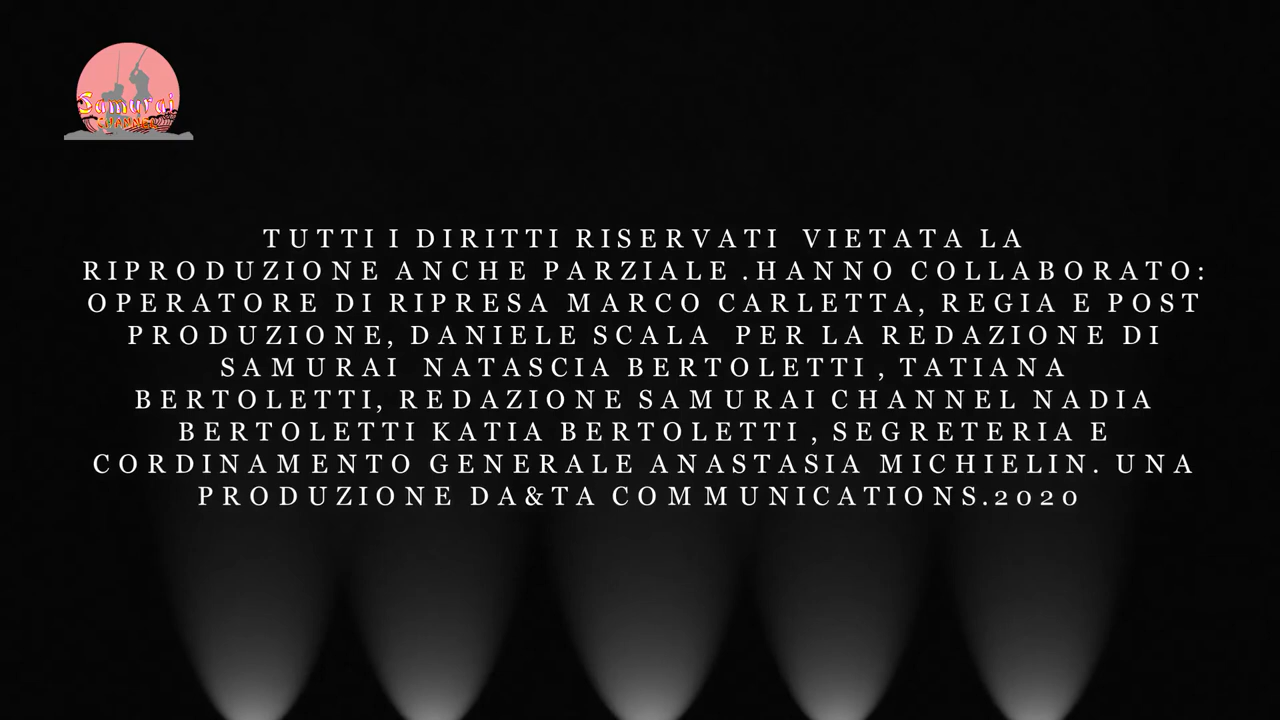 Samurai
CHANNEL
TUTTI I DIRITTI RISERVATI VIETATA LA
RIPRODUZIONE ANCHE PARZIALE .HANNO COLLABORATO:
OPERATORE DI RIPRESA MARCO CARLETTA, REGIA E POST
PRODUZIONE, DANIELE SCALA PER LA REDAZIONE DI
SAMURAI NATASCIA BERTOLETTI , TATIANA
BERTOLETTI, REDAZIONE SAMURAI CHANNEL NADIA
BERTOLETTI KATIA BERTOLETTI , SEGRETERIA E
CORDINAMENTO GENERALE ANASTASIA MICHIELIN. UNA
PRODUZIONE DA&TA COMMUNICATIONS.2020